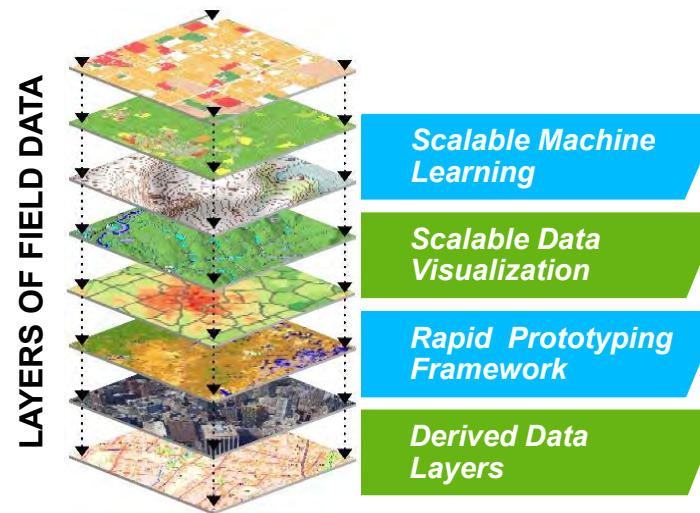 LAYERS OF FIELD DATA
Scalable Machine
Learning
Scalable Data
Visualization
Rapid Prototyping
Framework
Derived Data
Layers